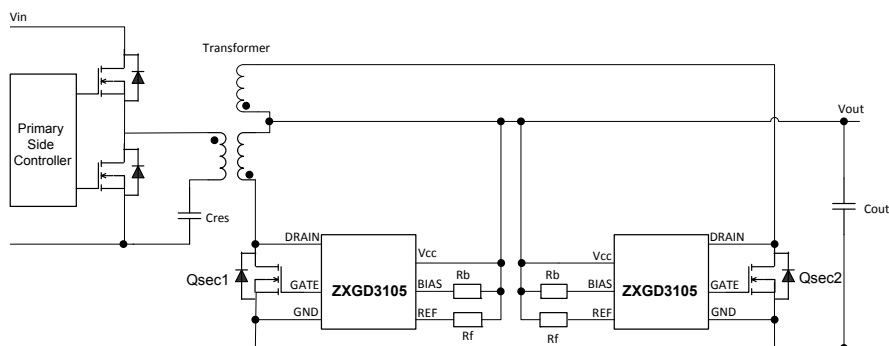 Vin
Transformer
Primary
Side
Controller
Cres
Vout
Cout
DRAIN
Vcc
Qsec1
GATE
ZXGD3105
BIAS
Rb
GND
REF
Rf
DRAIN
Vcc
Rb
BIAS
ZXGD3105
GATE
Qsec2
Rf
REF
GND